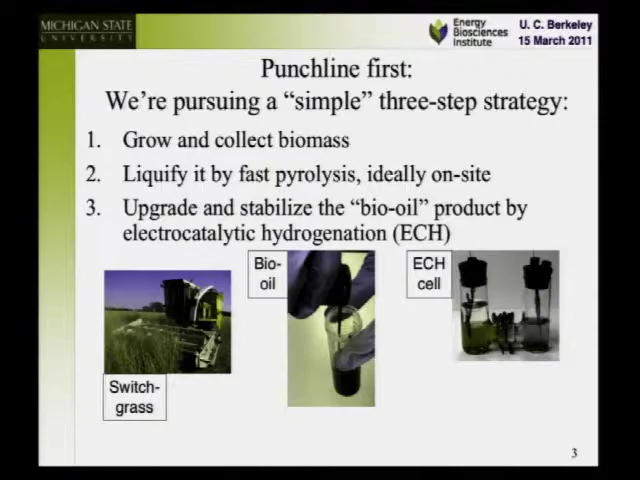 MICHIGAN STATE
UNIVERSITY
Energy
Biosciences
Institute
U. C. Berkeley
15 March 2011
Punchline first:
We're pursuing a “simple” three-step strategy:
1. Grow and collect biomass
2. Liquify it by fast pyrolysis, ideally on-site
3. Upgrade and stabilize the “bio-oil” product by
electrocatalytic hydrogenation (ECH)
Bio-
oil
ECH
cell
Switch-
grass
3